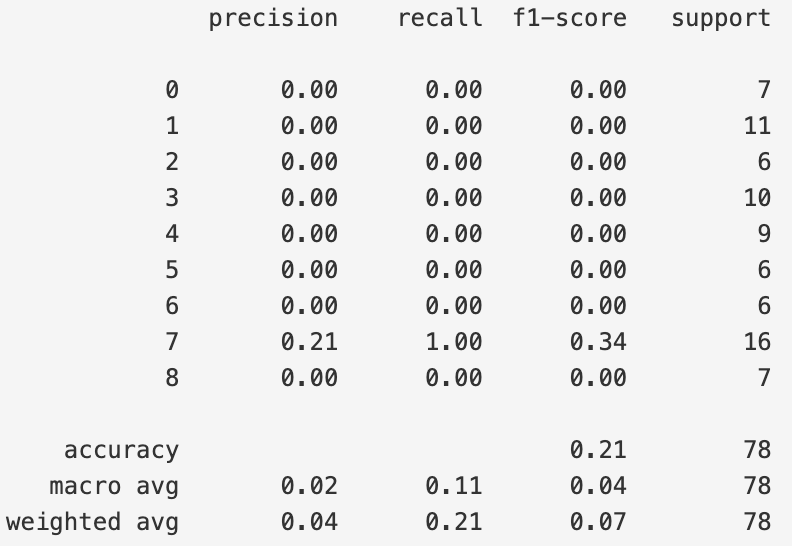 precision recall f1-score support
0 0.00 0.00 0.00 7
1 0.00 0.00 0.00 11
2 0.00 0.00 0.00 6
3 0.00 0.00 0.00 10
4 0.00 0.00 0.00 9
5 0.00 0.00 0.00 6
6 0.00 0.00 0.00 6
7 0.21 1.00 0.34 16
8 0.00 0.00 0.00 7
accuracy 0.21 78
macro avg 0.02 0.11 0.04 78
weighted avg 0.04 0.21 0.07 78